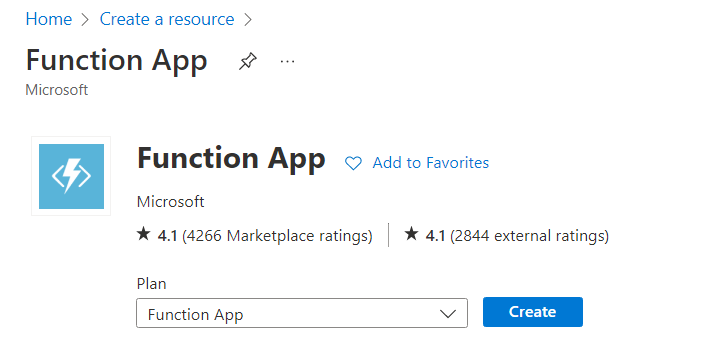 Home > Create a resource >
Function App ...
Microsoft
Function App Add to Favorites
Microsoft
★ 4.1 (4266 Marketplace ratings) | ★ 4.1 (2844 external ratings)
Plan
Function App Create